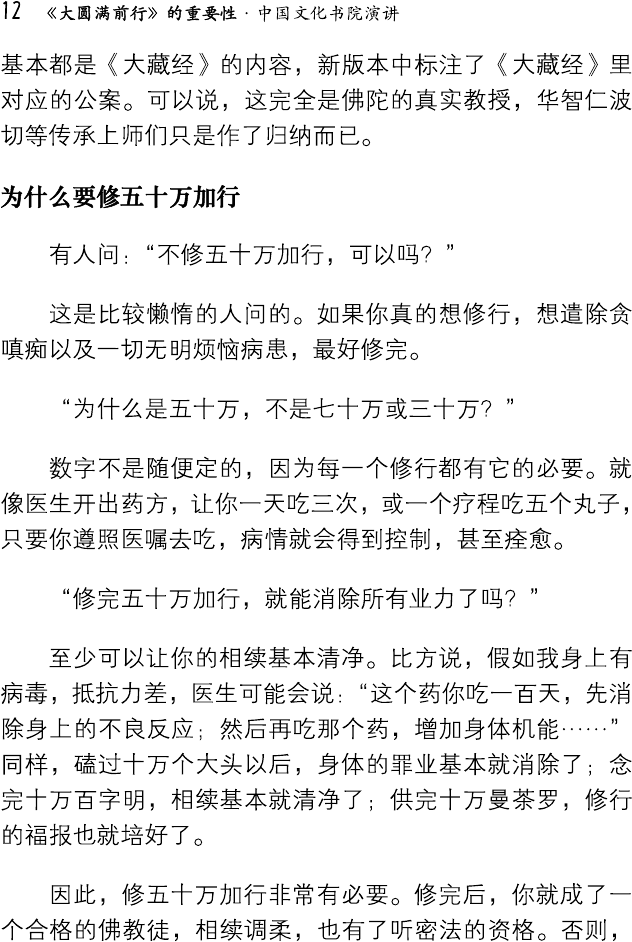 12 《大圆满前行》的重要性·中国文化书院演讲
基本都是《大藏经》的内容，新版本中标注了《大藏经》里
对应的公案。可以说，这完全是佛陀的真实教授，华智仁波
切等传承上师们只是作了归纳而已。
为什么要修五十万加行
有人问：“不修五十万加行，可以吗？”
这是比较懒惰的人问的。如果你真的想修行，想遣除贪
嗔痴以及一切无明烦恼病患，最好修完。
“为什么是五十万，不是七十万或三十万？”
数字不是随便定的，因为每一个修行都有它的必要。就
像医生开出药方，让你一天吃三次，或一个疗程吃五个丸子，
只要你遵照医嘱去吃，病情就会得到控制，甚至痊愈。
“修完五十万加行，就能消除所有业力了吗？”
至少可以让你的相续基本清净。比方说，假如我身上有
病毒，抵抗力差，医生可能会说：“这个药你吃一百天，先消
除身上的不良反应；然后再吃那个药，增加身体机能……”
同样，磕过十万个大头以后，身体的罪业基本就消除了；念
完十万百字明，相续基本就清净了；供完十万曼茶罗，修行
的福报也就培好了。
因此，修五十万加行非常有必要。修完后，你就成了一
个合格的佛教徒，相续调柔，也有了听密法的资格。否则，